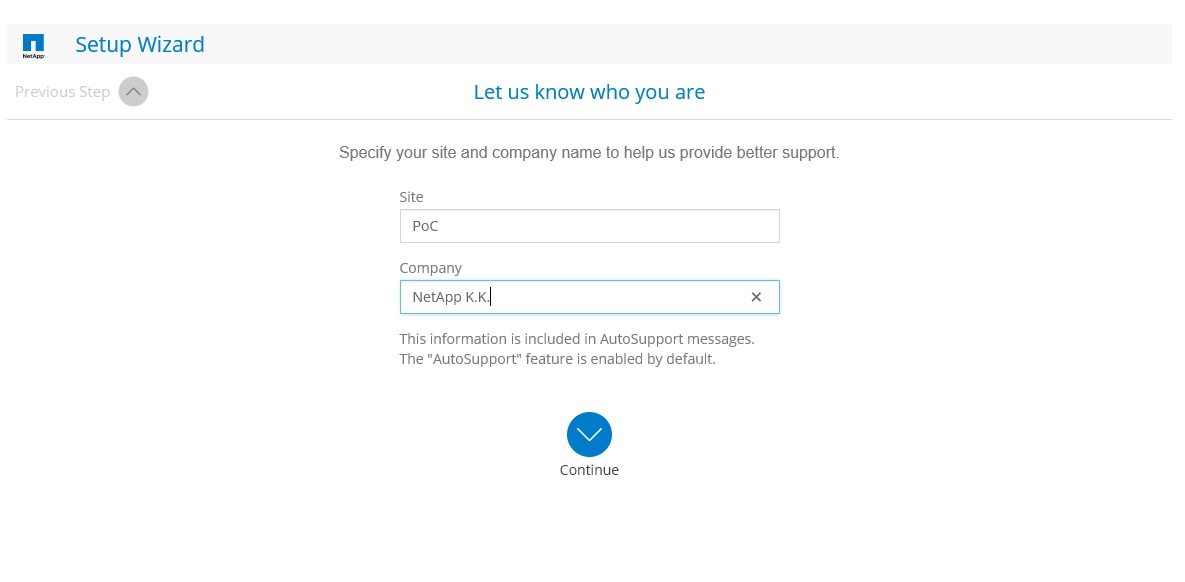 NetApp
Setup Wizard
Previous Step
Let us know who you are
Specify your site and company name to help us provide better support.
Site
PoC
Company
NetApp K.K.
This information is included in AutoSupport messages.
The "AutoSupport" feature is enabled by default.
Continue